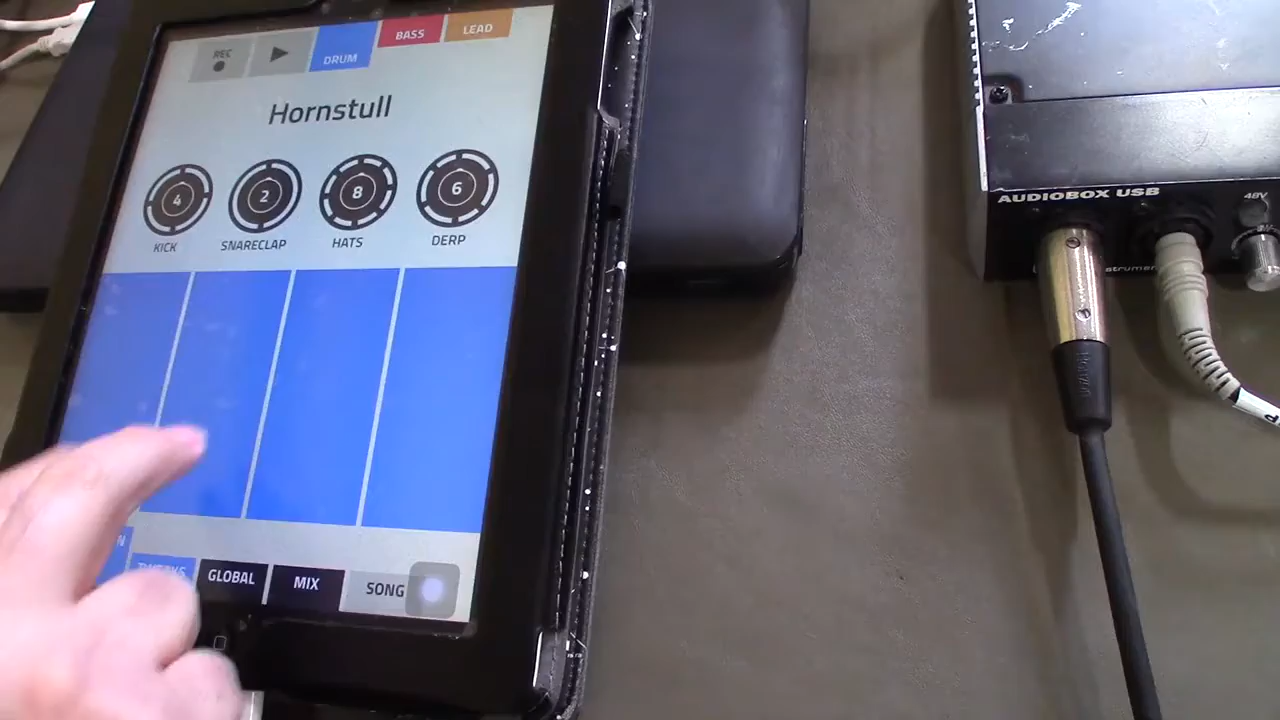 REC
DRUM
BASS
LEAD
Hornstull
4
2
8
6
KICK
SNARECLAP
HATS
DERP
TWEAKS
GLOBAL
MIX
SONG
AUDIOBOX USB
48V